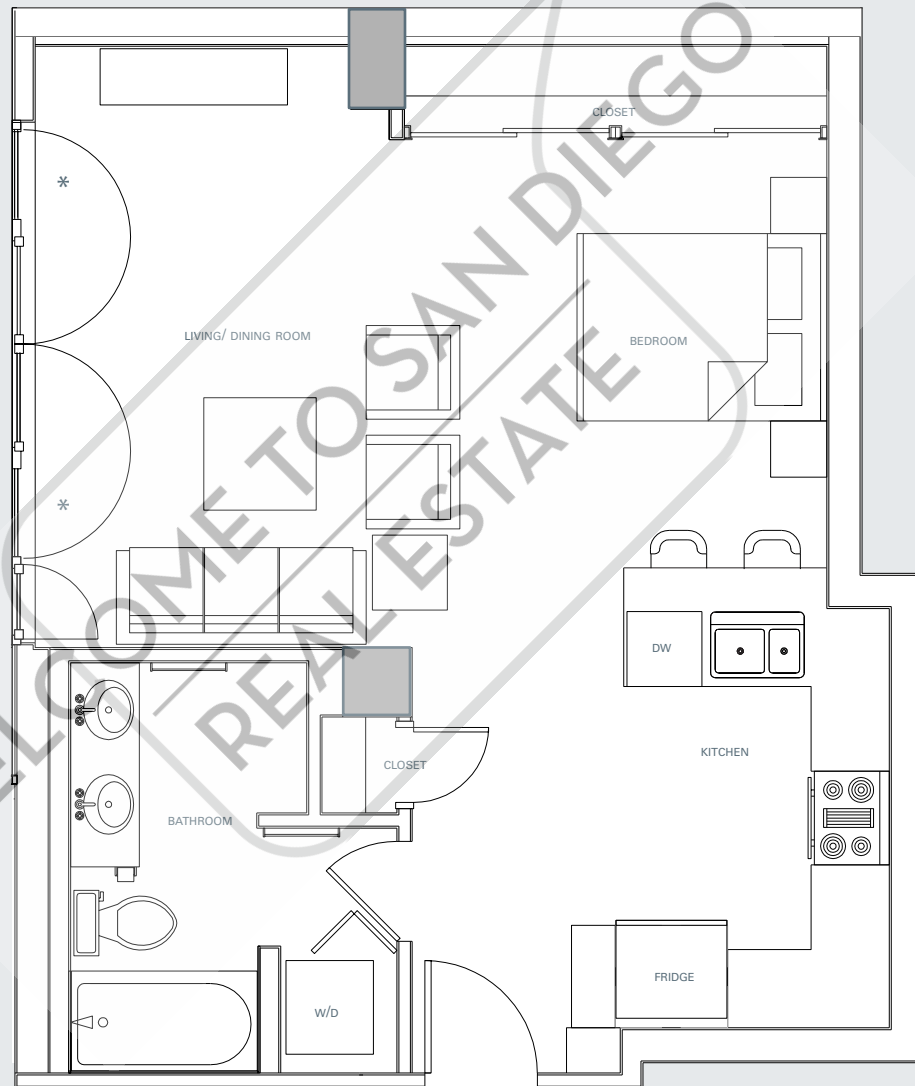 CLOSET
*
LIVING/ DINING ROOM
BEDROOM
*
DW
KITCHEN
CLOSET
BATHROOM
FRIDGE
W/D
WELCOME TO SAN DIEGO
REAL ESTATE